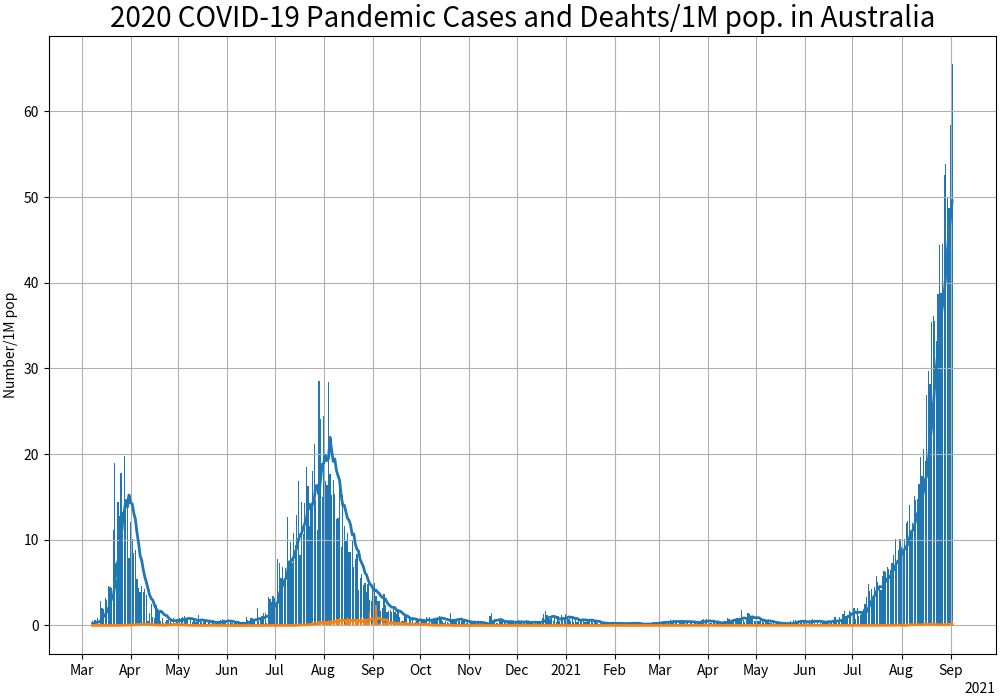 2020 COVID-19 Pandemic Cases and Deahts/1M pop. in Australia
Number/1M pop
60
50
40
30
20
10
0
Mar Apr May Jun Jul Aug Sep Oct Nov Dec 2021 Feb Mar Apr May Jun Jul Aug Sep
2021